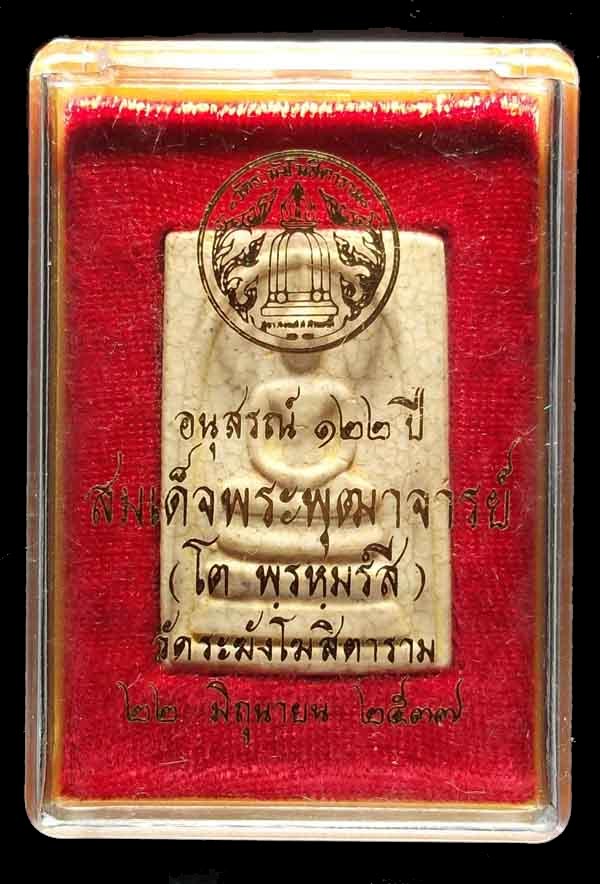 อนุสรณ์ ๑๒๒ ปี
สมเด็จพระพุฒาจารย์
(โต พฺรหฺมรํสี)
วัดระฆังโฆสิตาราม
๒๒ มิถุนายน ๒๕๓๗